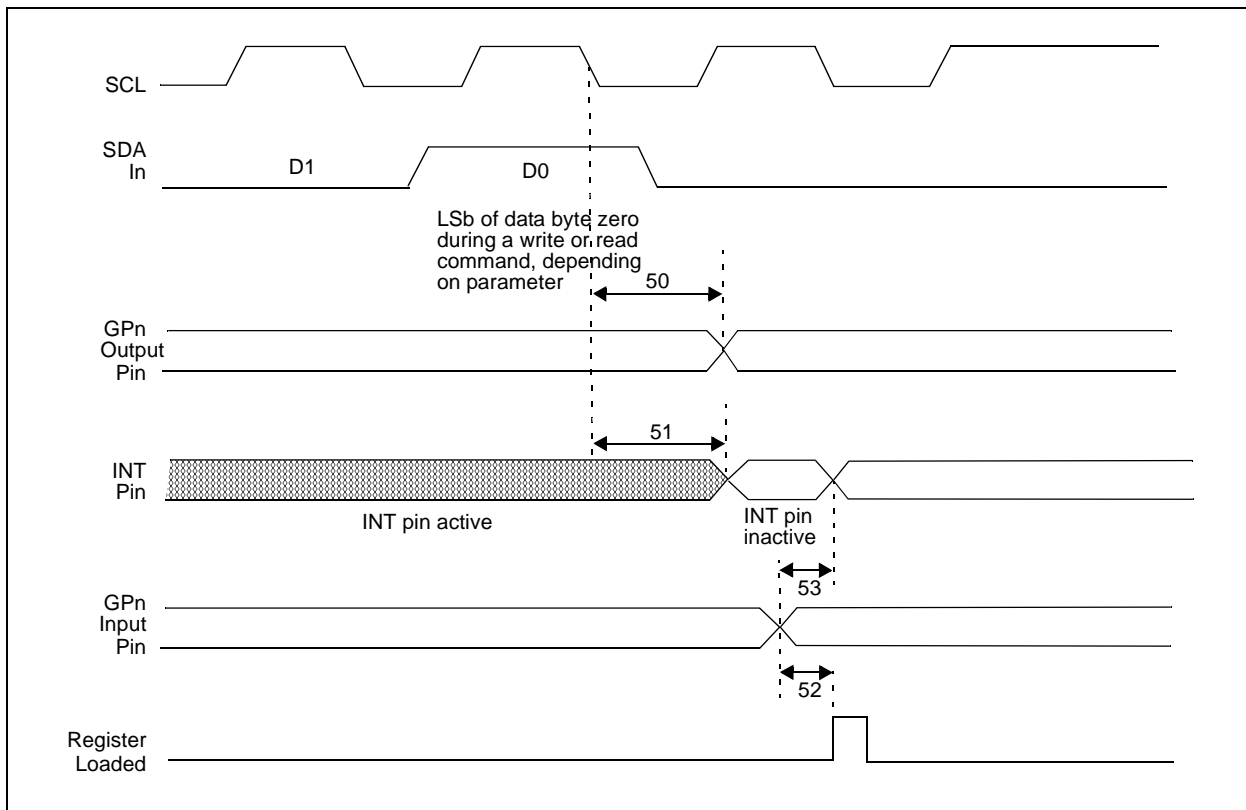 SCL
SDA
In
D1
D0
LSb of data byte zero
during a write or read
command, depending
on parameter
50
GPn
Output
Pin
51
INT
Pin
INT pin active
INT pin
inactive
53
GPn
Input
Pin
52
Register
Loaded